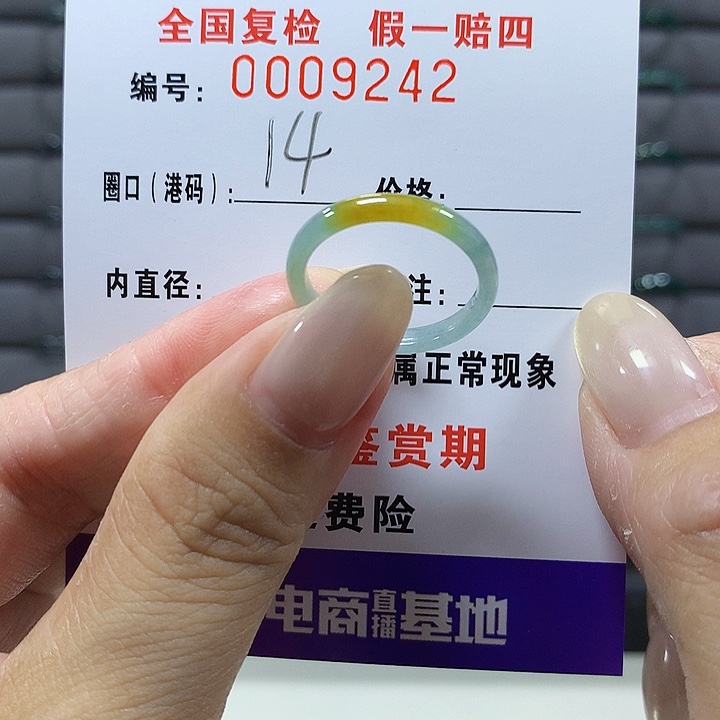 全国复检 假一赔四
编号：0009242
圈口（港码）：14 价格：
内直径： 注：
属正常现象
鉴赏期
费险
电商直播基地